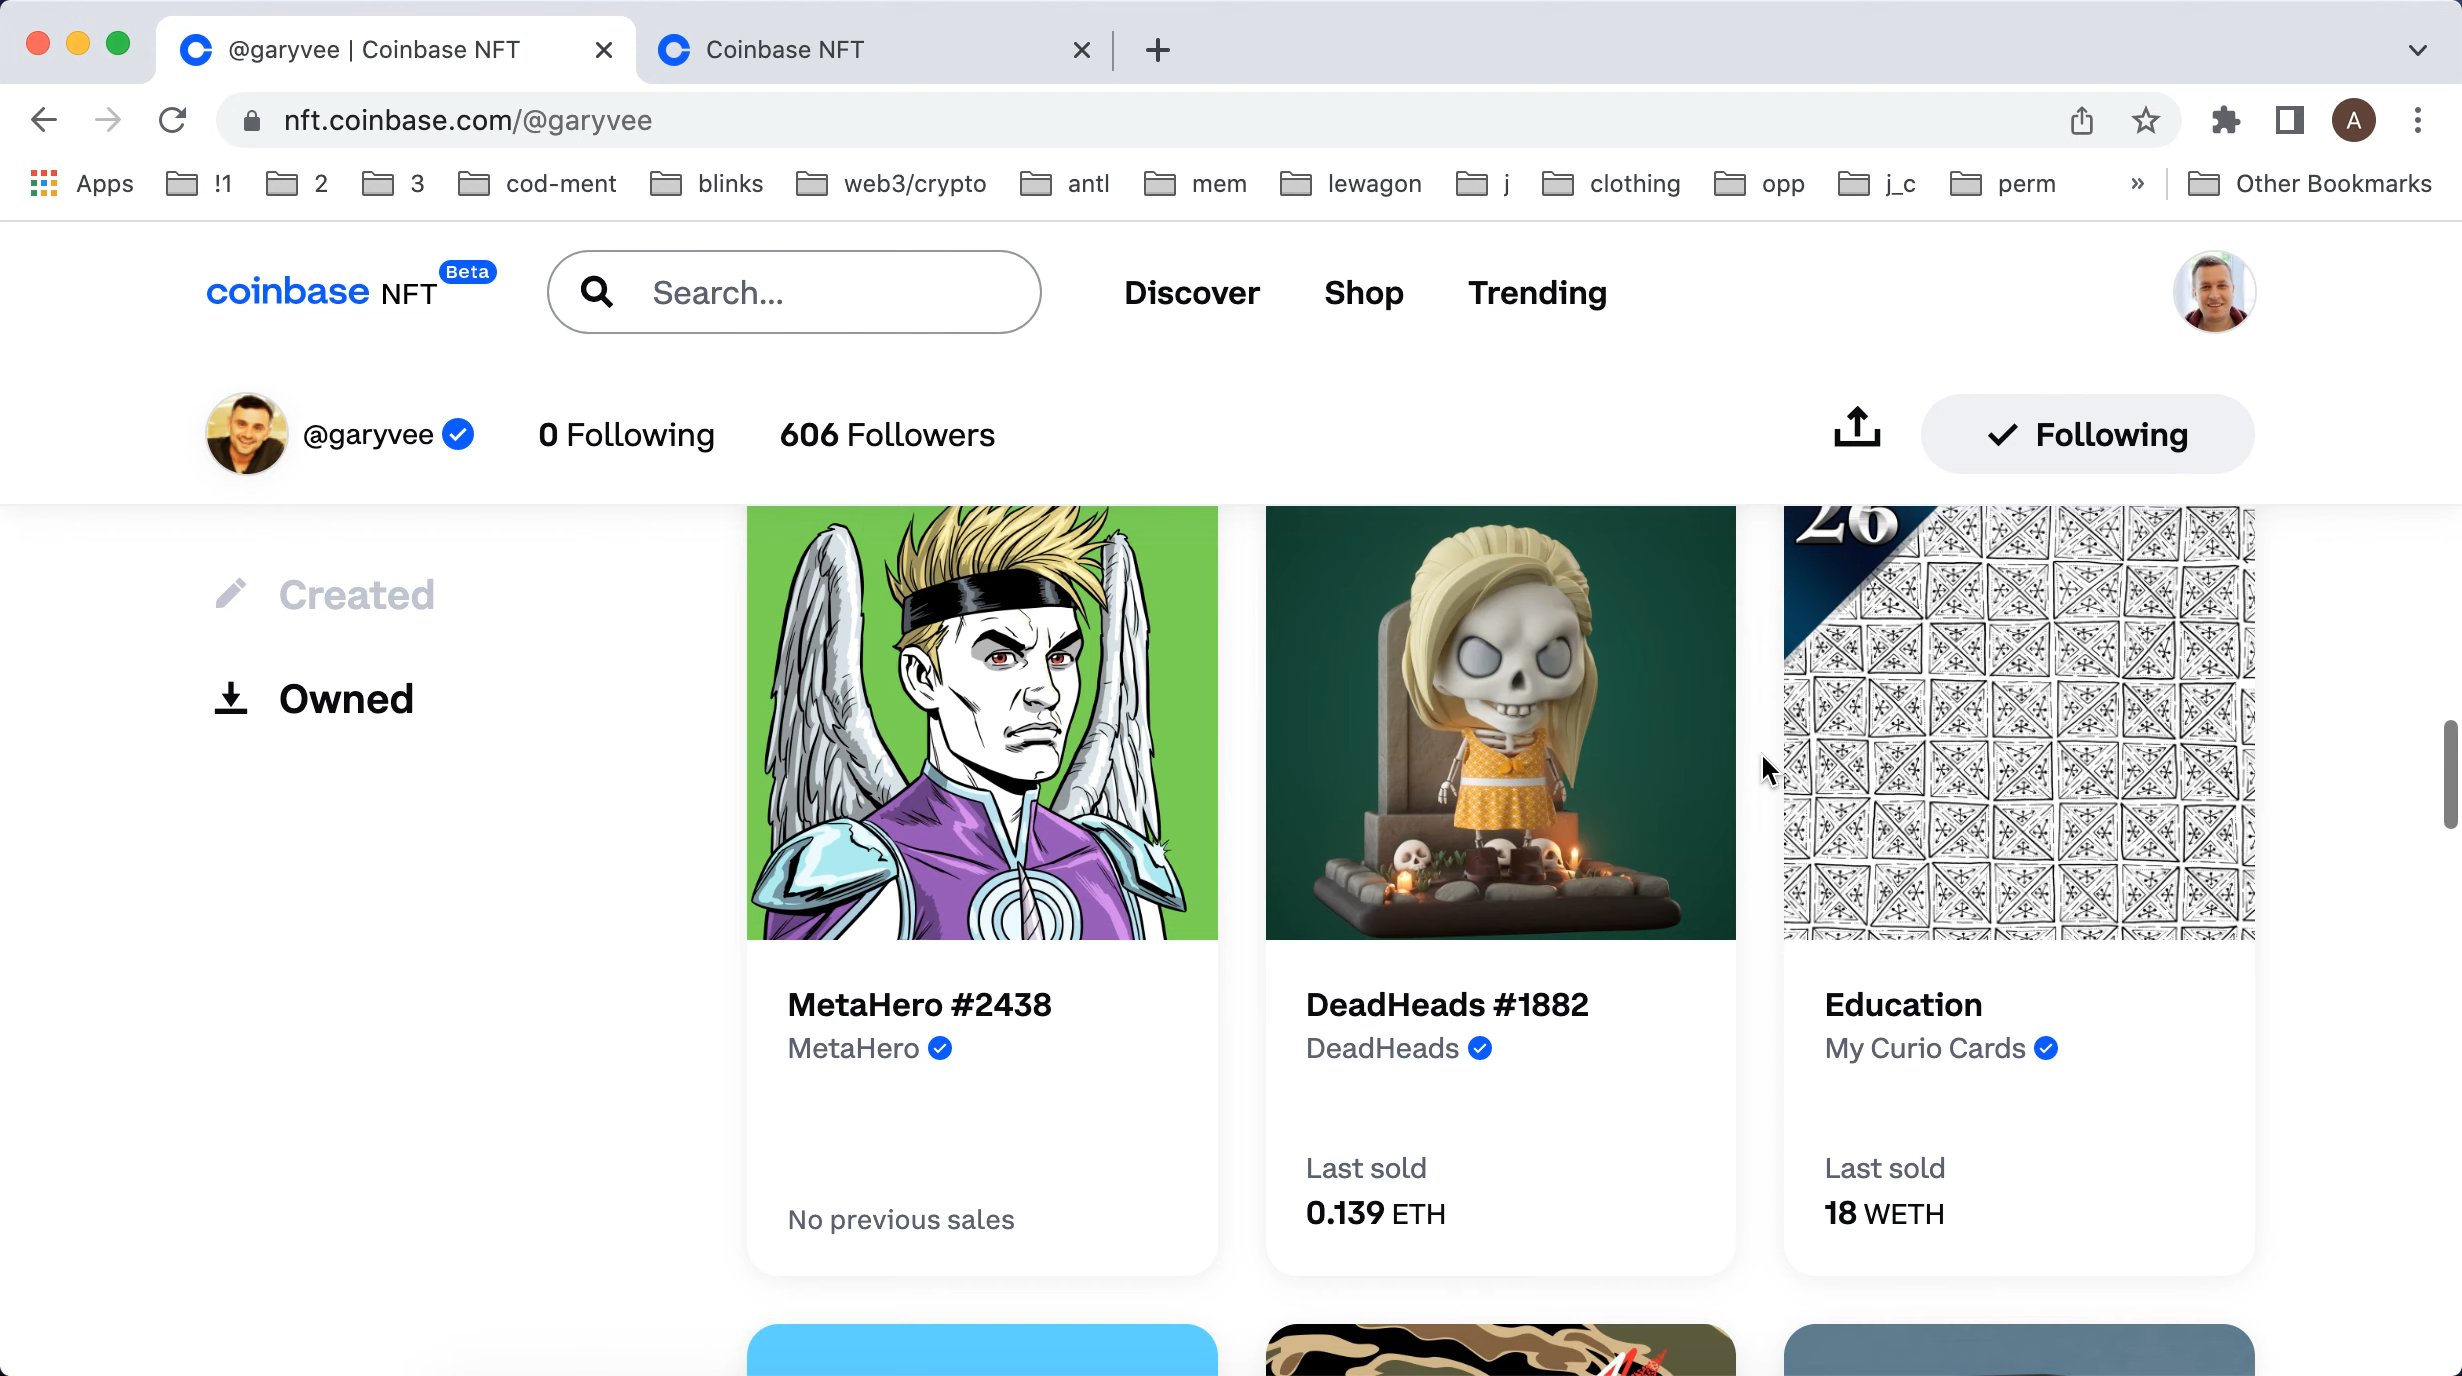 @garyvee | Coinbase NFT
Coinbase NFT
nft.coinbase.com/@garyvee
A
Apps
!1
2
3
cod-ment
blinks
web3/crypto
antl
mem
lewagon
j
clothing
opp
j_c
perm
»
Other Bookmarks
coinbase NFT Beta
Search...
Discover
Shop
Trending
@garyvee
0 Following
606 Followers
Following
Created
Owned
26
MetaHero #2438
MetaHero
No previous sales
DeadHeads #1882
DeadHeads
Last sold
0.139 ETH
Education
My Curio Cards
Last sold
18 WETH